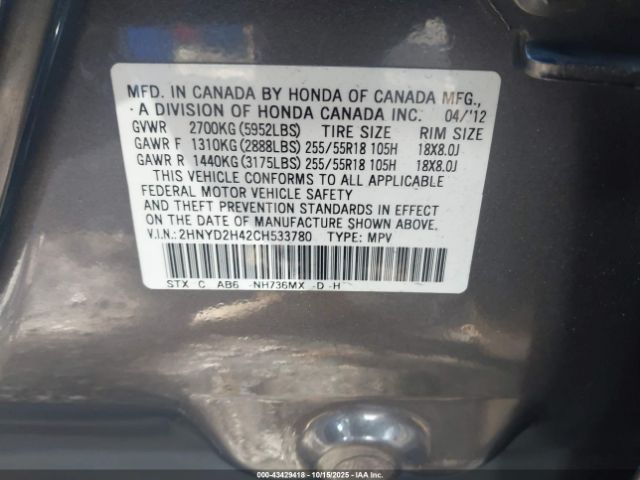 MFD. IN CANADA BY HONDA OF CANADA MFG.,
A DIVISION OF HONDA CANADA INC. 04/'12
GVWR 2700KG (5952LBS) TIRE SIZE RIM SIZE
GAWR F 1310KG (2888LBS) 255/55R18 105H 18X8.0J
GAWR R 1440KG (3175LBS) 255/55R18 105H 18X8.0J
THIS VEHICLE CONFORMS TO ALL APPLICABLE
FEDERAL MOTOR VEHICLE SAFETY
AND THEFT PREVENTION STANDARDS IN EFFECT
ON THE DATE OF MANUFACTURE SHOWN ABOVE.
V.I.N.: 2HNYD2H42CH533780 TYPE: MPV
STX C AB6 NH736MX -D -H
000-43429418 - 10/15/2025 - IAA Inc.